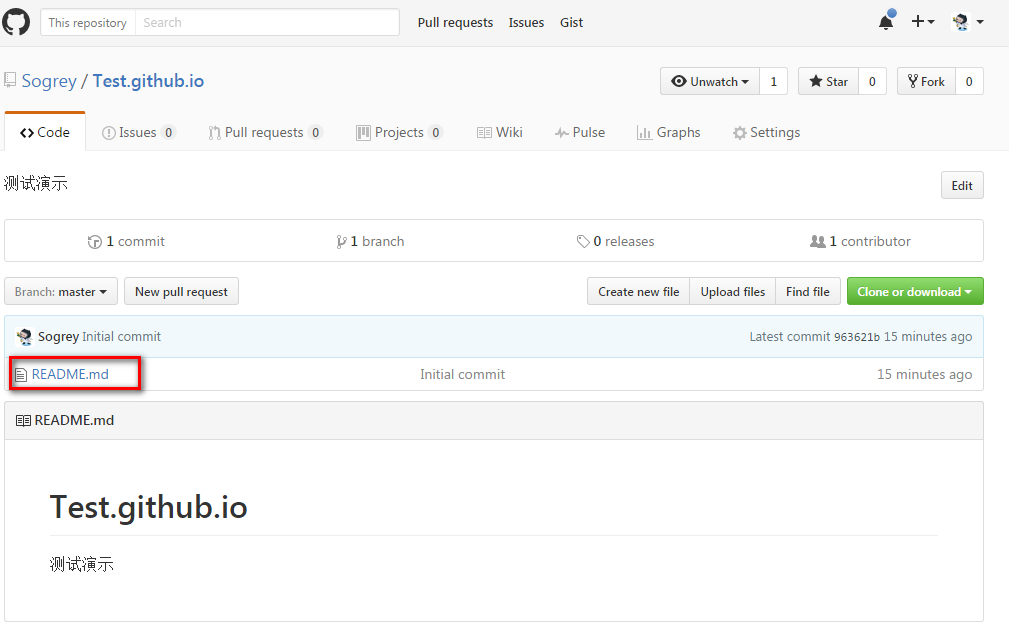 This repository Search Pull requests Issues Gist
Sogrey / Test.github.io Unwatch 1 Star 0 Fork 0
Code Issues 0 Pull requests 0 Projects 0 Wiki Pulse Graphs Settings
测试演示 Edit
1 commit 1 branch 0 releases 1 contributor
Branch: master New pull request Create new file Upload files Find file Clone or download
Sogrey Initial commit Latest commit 963621b 15 minutes ago
README.md Initial commit 15 minutes ago
README.md
Test.github.io
测试演示